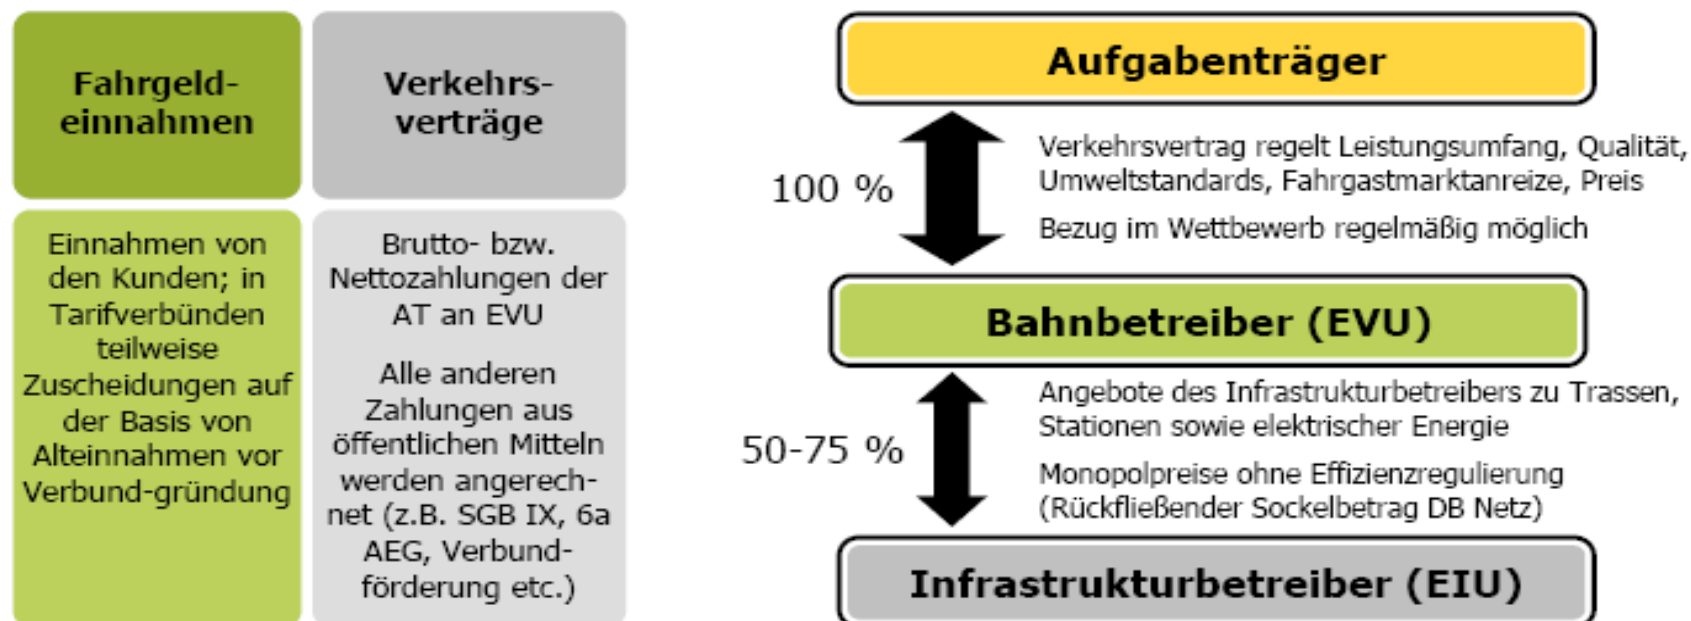 Fahrgeld-
einnahmen
Einnahmen von
den Kunden; in
Tarifverbünden
teilweise
Zuscheidungen auf
der Basis von
Alteinnahmen vor
Verbund-gründung
Verkehrs-
verträge
Brutto- bzw.
Nettozahlungen der
AT an EVU
Alle anderen
Zahlungen aus
öffentlichen Mitteln
werden angerech-
net (z.B. SGB IX, 6a
AEG, Verbund-
förderung etc.)
Aufgabenträger
100 %
Verkehrsvertrag regelt Leistungsumfang, Qualität,
Umweltstandards, Fahrgastmarktanreize, Preis
Bezug im Wettbewerb regelmäßig möglich
Bahnbetreiber (EVU)
50-75 %
Angebote des Infrastrukturbetreibers zu Trassen,
Stationen sowie elektrischer Energie
Monopolpreise ohne Effizienzregulierung
(Rückfließender Sockelbetrag DB Netz)
Infrastrukturbetreiber (EIU)